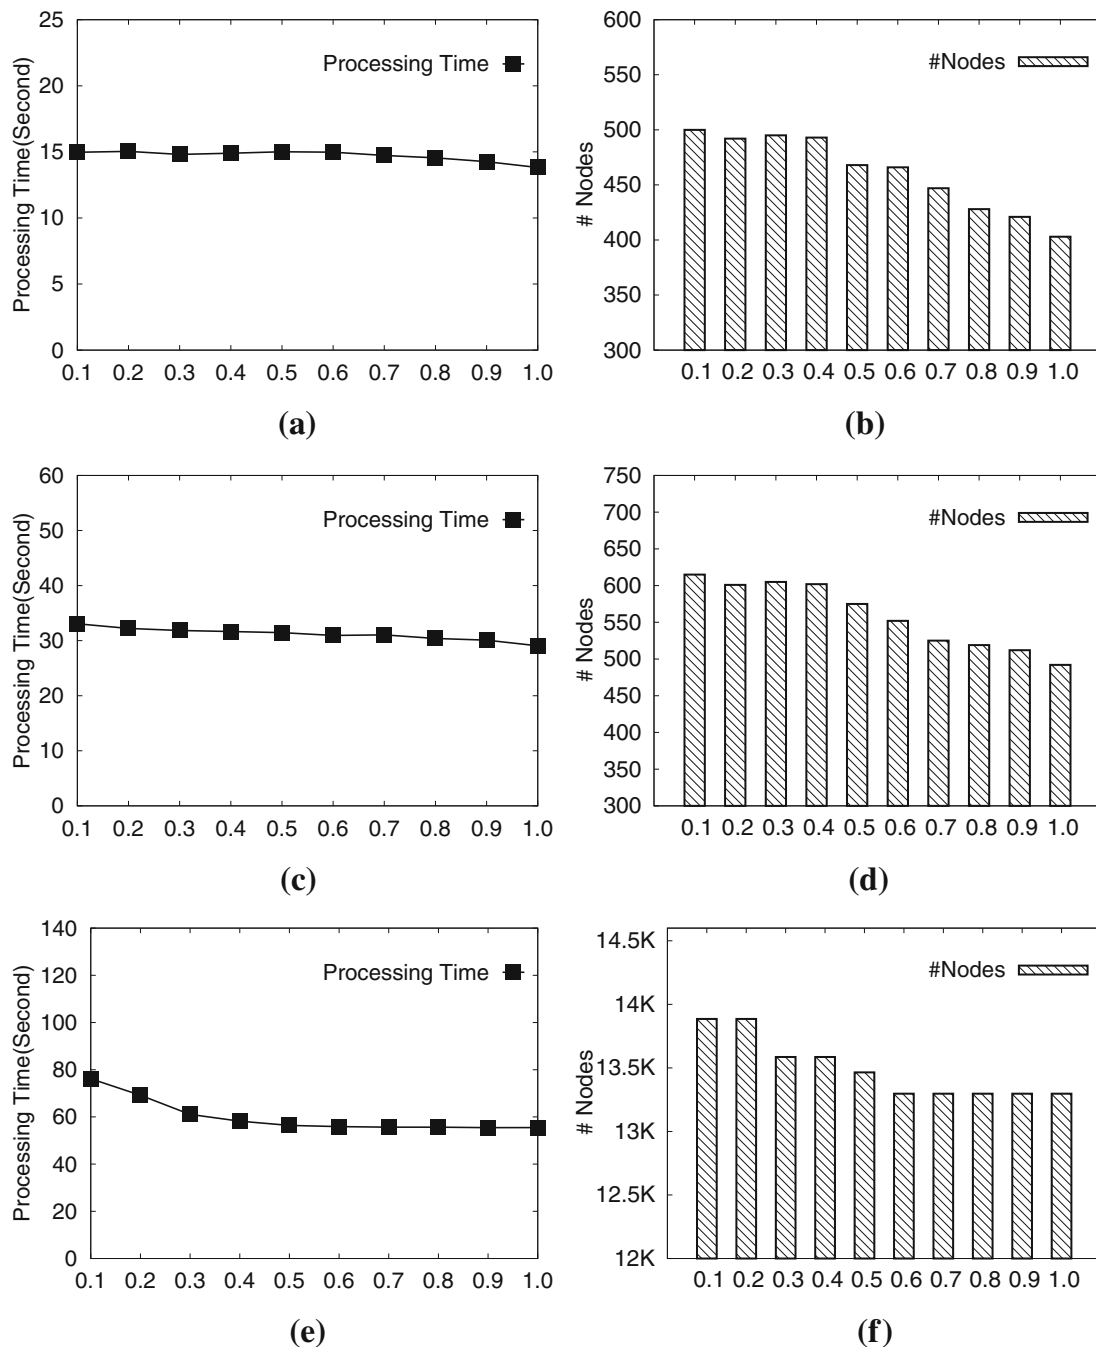 25
20
15
10
5
0
Processing Time(Second)
Processing Time
0.1 0.2 0.3 0.4 0.5 0.6 0.7 0.8 0.9 1.0
(a)
600
550
500
450
400
350
300
# Nodes
#Nodes
0.1 0.2 0.3 0.4 0.5 0.6 0.7 0.8 0.9 1.0
(b)
60
50
40
30
20
10
0
Processing Time(Second)
Processing Time
0.1 0.2 0.3 0.4 0.5 0.6 0.7 0.8 0.9 1.0
(c)
750
700
650
600
550
500
450
400
350
300
# Nodes
#Nodes
0.1 0.2 0.3 0.4 0.5 0.6 0.7 0.8 0.9 1.0
(d)
140
120
100
80
60
40
20
0
Processing Time(Second)
Processing Time
0.1 0.2 0.3 0.4 0.5 0.6 0.7 0.8 0.9 1.0
(e)
14.5K
14K
13.5K
13K
12.5K
12K
# Nodes
#Nodes
0.1 0.2 0.3 0.4 0.5 0.6 0.7 0.8 0.9 1.0
(f)